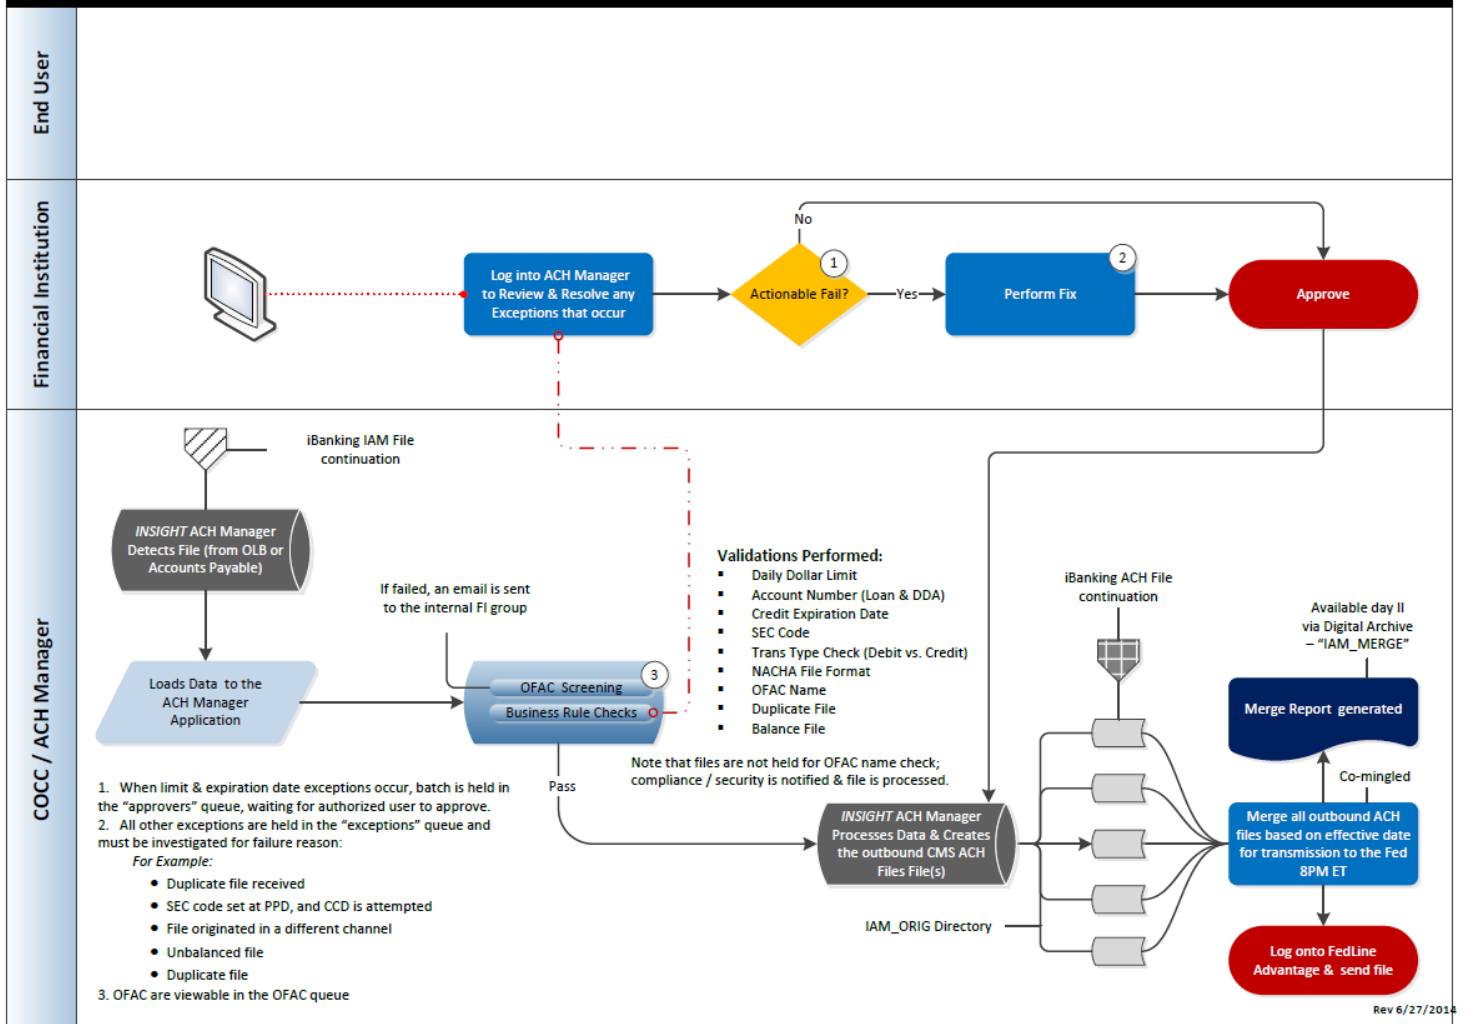 End User
Financial Institution
No
Log into ACH Manager
to Review & Resolve any
Exceptions that occur
1
Actionable Fail?
Yes
2
Perform Fix
Approve
COCC / ACH Manager
iBanking IAM File
continuation
INSIGHT ACH Manager
Detects File (from OLB or
Accounts Payable)
If failed, an email is sent
to the internal FI group
Loads Data to the
ACH Manager
Application
3
OFAC Screening
Business Rule Checks
Pass
Validations Performed:
▪ Daily Dollar Limit
▪ Account Number (Loan & DDA)
▪ Credit Expiration Date
▪ SEC Code
▪ Trans Type Check (Debit vs. Credit)
▪ NACHA File Format
▪ OFAC Name
▪ Duplicate File
▪ Balance File
Note that files are not held for OFAC name check;
compliance / security is notified & file is processed.
INSIGHT ACH Manager
Processes Data & Creates
the outbound CMS ACH
Files File(s)
IAM_ORIG Directory
iBanking ACH File
continuation
Available day II
via Digital Archive
– “IAM_MERGE”
Merge Report generated
Co-mingled
Merge all outbound ACH
files based on effective date
for transmission to the Fed
8PM ET
Log onto FedLine
Advantage & send file
1. When limit & expiration date exceptions occur, batch is held in
the “approvers” queue, waiting for authorized user to approve.
2. All other exceptions are held in the “exceptions” queue and
must be investigated for failure reason:
For Example:
● Duplicate file received
● SEC code set at PPD, and CCD is attempted
● File originated in a different channel
● Unbalanced file
● Duplicate file
3. OFAC are viewable in the OFAC queue
Rev 6/27/2014